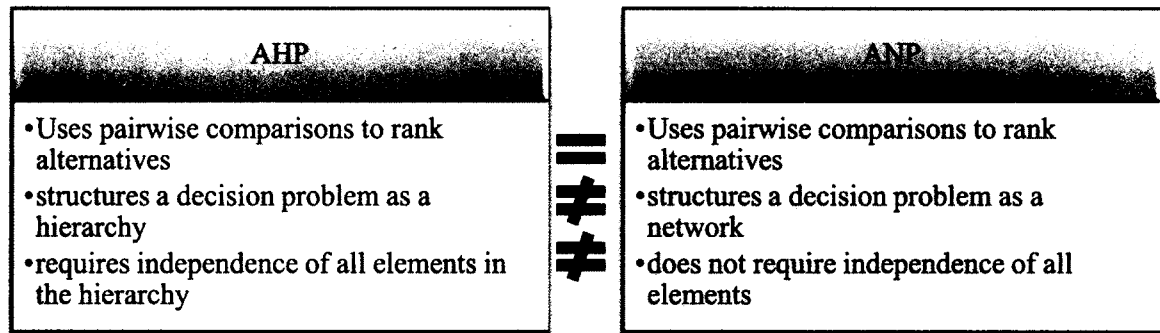 AHP
•Uses pairwise comparisons to rank
alternatives
•structures a decision problem as a
hierarchy
•requires independence of all elements in
the hierarchy
=
≠
≠
ANP
•Uses pairwise comparisons to rank
alternatives
•structures a decision problem as a
network
•does not require independence of all
elements